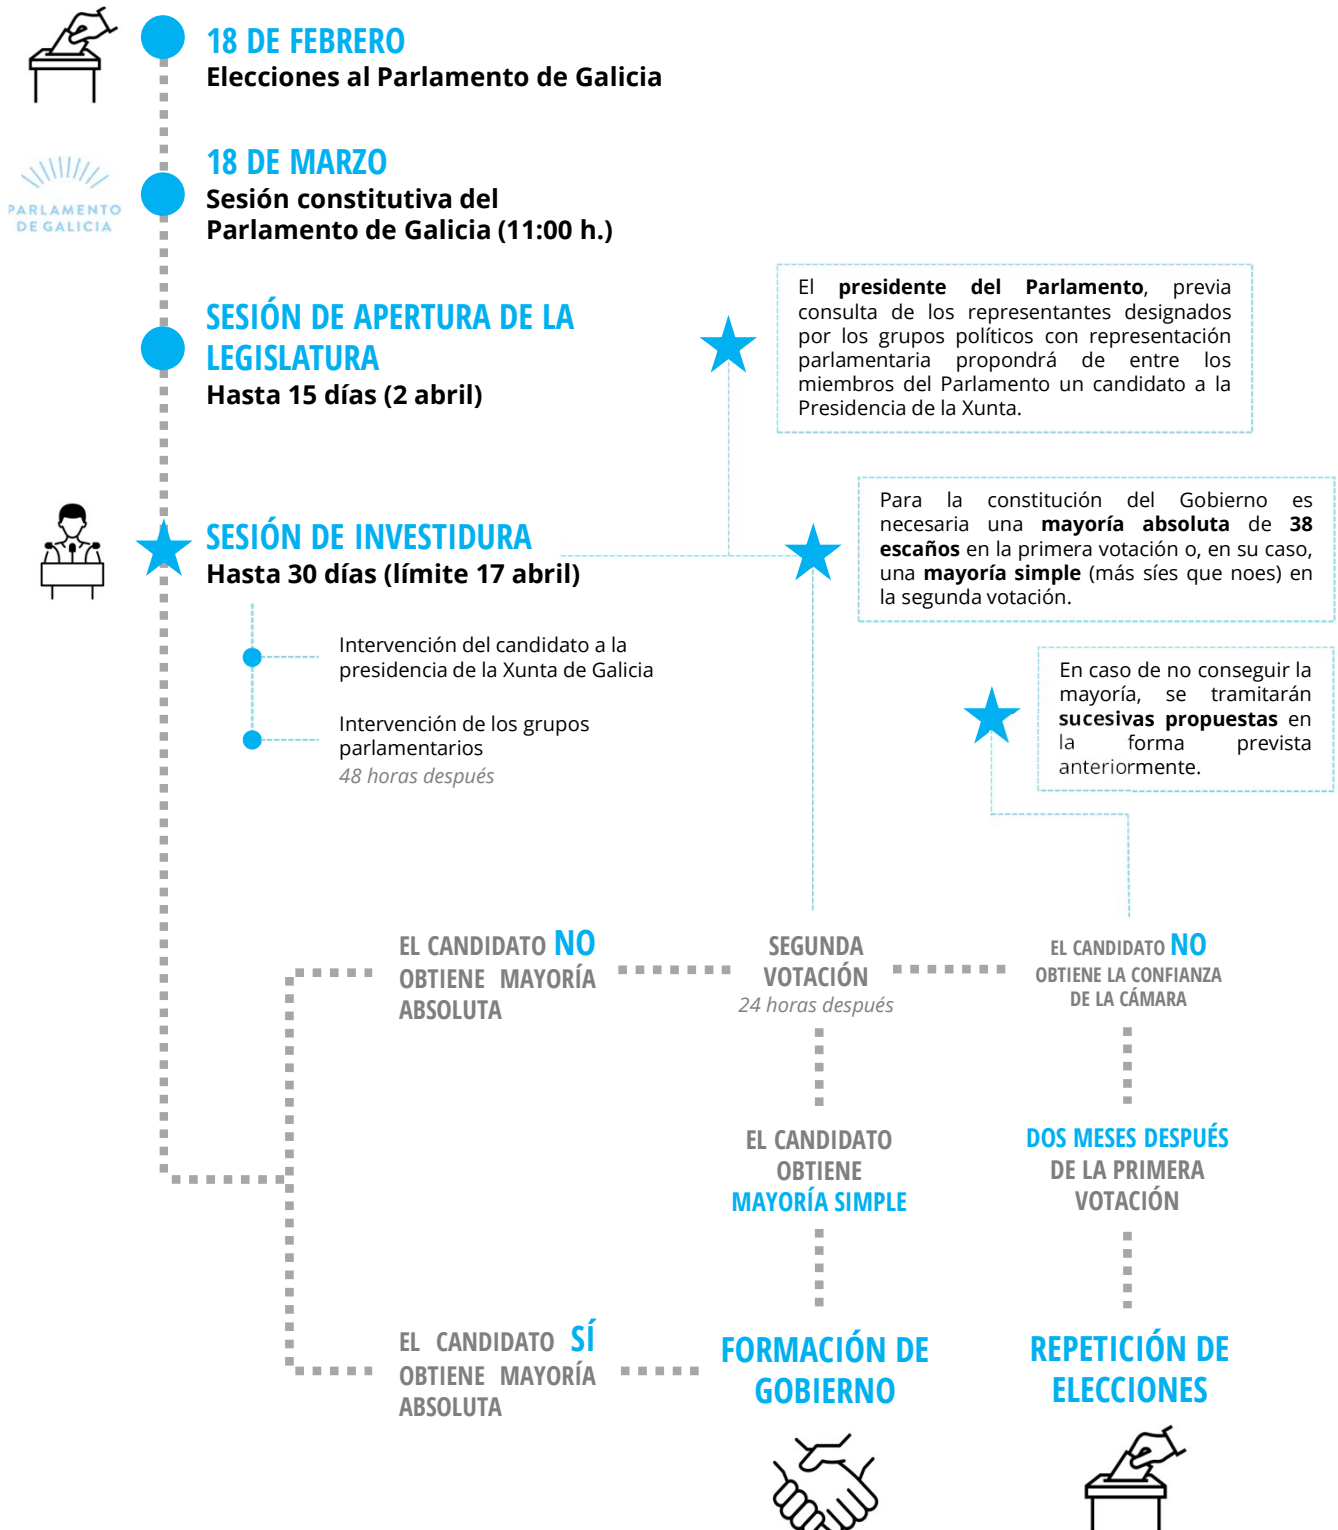 18 DE FEBRERO
Elecciones al Parlamento de Galicia
PARLAMENTO
DE GALICIA
18 DE MARZO
Sesión constitutiva del
Parlamento de Galicia (11:00 h.)
SESIÓN DE APERTURA DE LA
LEGISLATURA
Hasta 15 días (2 abril)
El presidente del Parlamento, previa
consulta de los representantes designados
por los grupos políticos con representación
parlamentaria propondrá de entre los
miembros del Parlamento un candidato a la
Presidencia de la Xunta.
SESIÓN DE INVESTIDURA
Hasta 30 días (límite 17 abril)
Para la constitución del Gobierno es
necesaria una mayoría absoluta de 38
escaños en la primera votación o, en su caso,
una mayoría simple (más síes que noes) en
la segunda votación.
Intervención del candidato a la
presidencia de la Xunta de Galicia
Intervención de los grupos
parlamentarios
48 horas después
En caso de no conseguir la
mayoría, se tramitarán
sucesivas propuestas en
la forma prevista
anteriormente.
EL CANDIDATO NO
OBTIENE MAYORÍA
ABSOLUTA
SEGUNDA
VOTACIÓN
24 horas después
EL CANDIDATO NO
OBTIENE LA CONFIANZA
DE LA CÁMARA
EL CANDIDATO
OBTIENE
MAYORÍA SIMPLE
DOS MESES DESPUÉS
DE LA PRIMERA
VOTACIÓN
EL CANDIDATO SÍ
OBTIENE MAYORÍA
ABSOLUTA
FORMACIÓN DE
GOBIERNO
REPETICIÓN DE
ELECCIONES